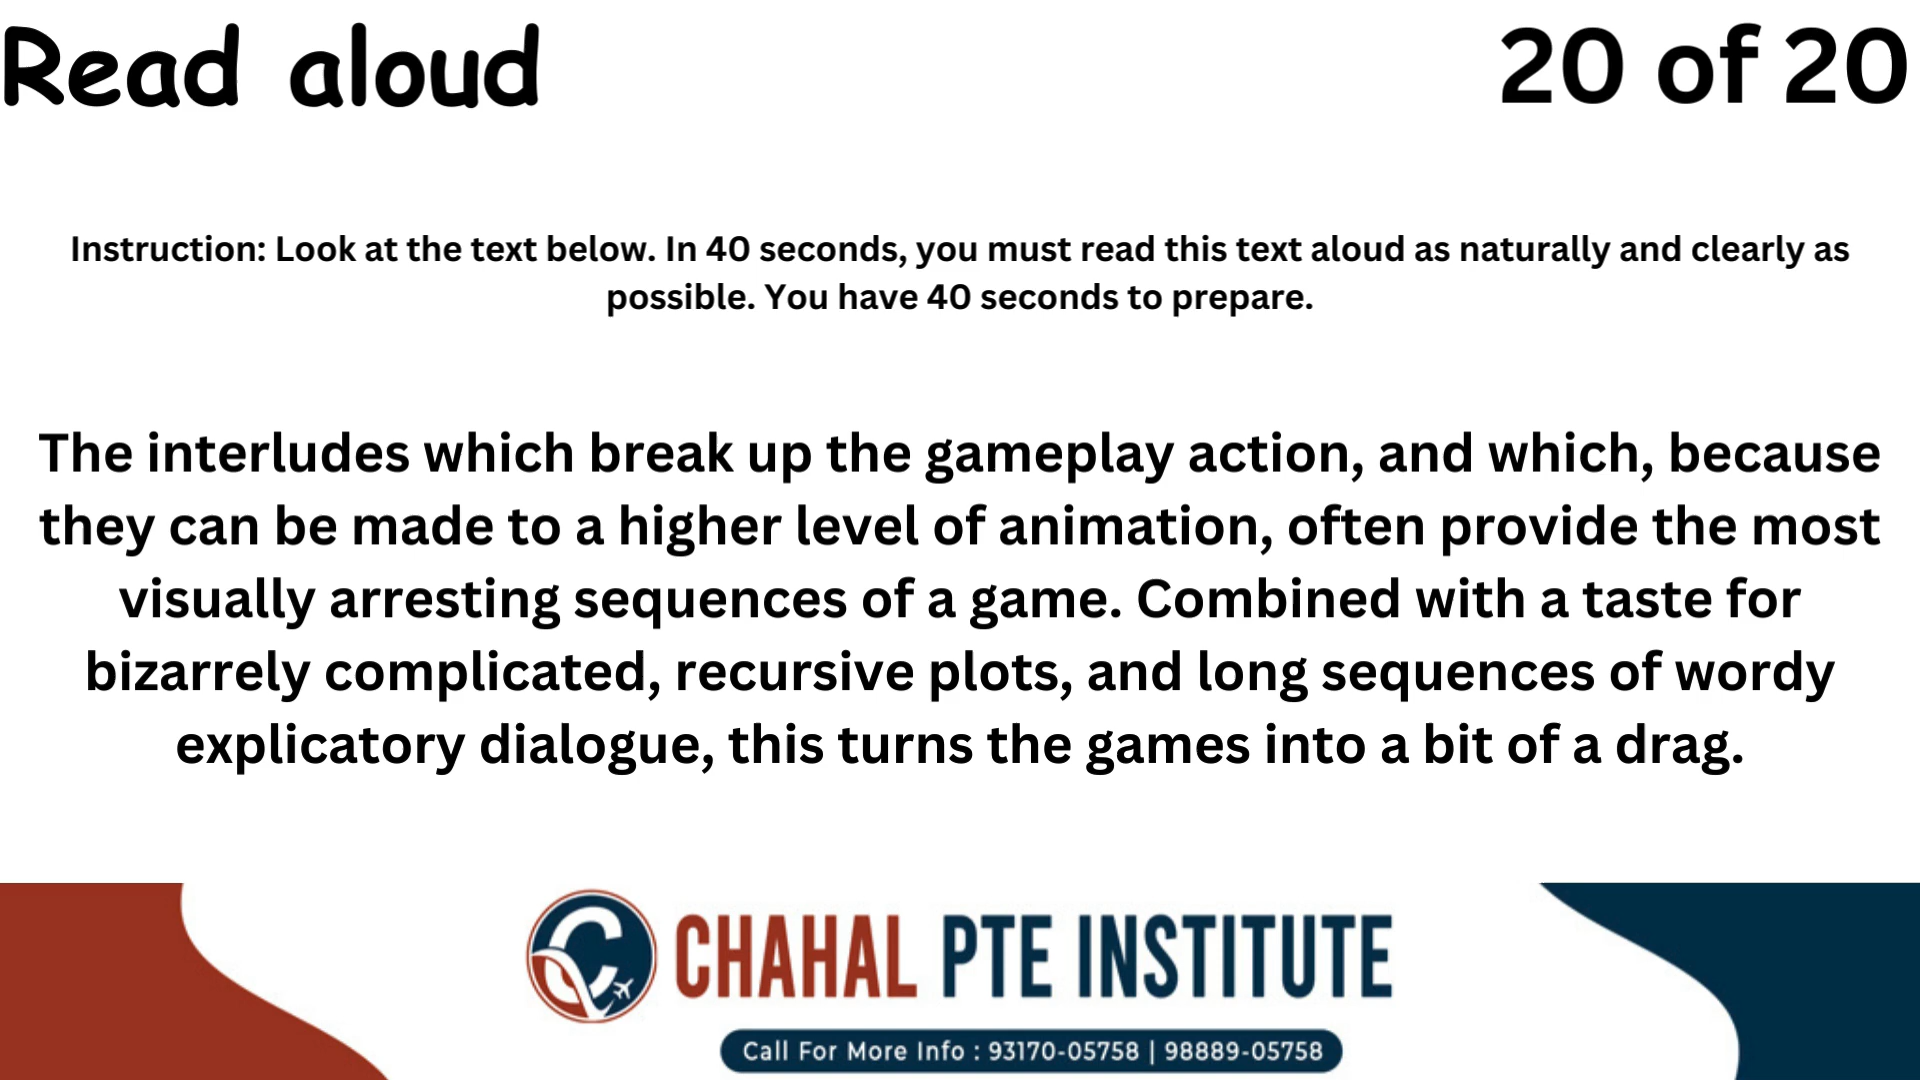 Read aloud
20 of 20
Instruction: Look at the text below. In 40 seconds, you must read this text aloud as naturally and clearly as
possible. You have 40 seconds to prepare.
The interludes which break up the gameplay action, and which, because
they can be made to a higher level of animation, often provide the most
visually arresting sequences of a game. Combined with a taste for
bizarrely complicated, recursive plots, and long sequences of wordy
explicatory dialogue, this turns the games into a bit of a drag.
CHAHAL PTE INSTITUTE
Call For More Info : 93170-05758 | 98889-05758